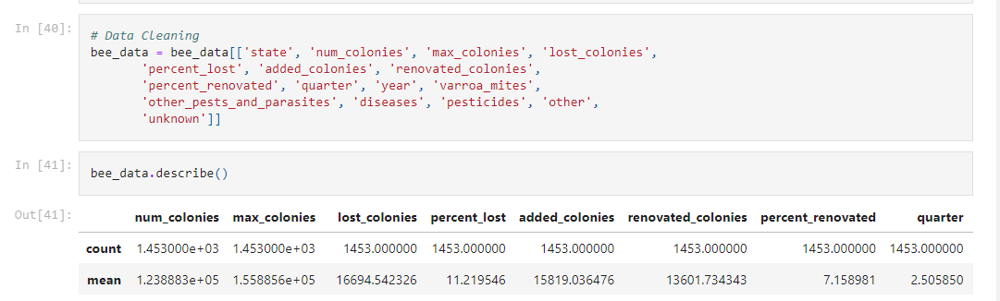 In [40]:
# Data Cleaning
bee_data = bee_data[['state', 'num_colonies', 'max_colonies', 'lost_colonies',
'percent_lost', 'added_colonies', 'renovated_colonies',
'percent_renovated', 'quarter', 'year', 'varroa_mites',
'other_pests_and_parasites', 'diseases', 'pesticides', 'other',
'unknown']]
In [41]:
bee_data.describe()
Out[41]:
num_colonies max_colonies lost_colonies percent_lost added_colonies renovated_colonies percent_renovated quarter
count 1.453000e+03 1.453000e+03 1453.000000 1453.000000 1453.000000 1453.000000 1453.000000 1453.000000
mean 1.238883e+05 1.558856e+05 16694.542326 11.219546 15819.036476 13601.734343 7.158981 2.505850